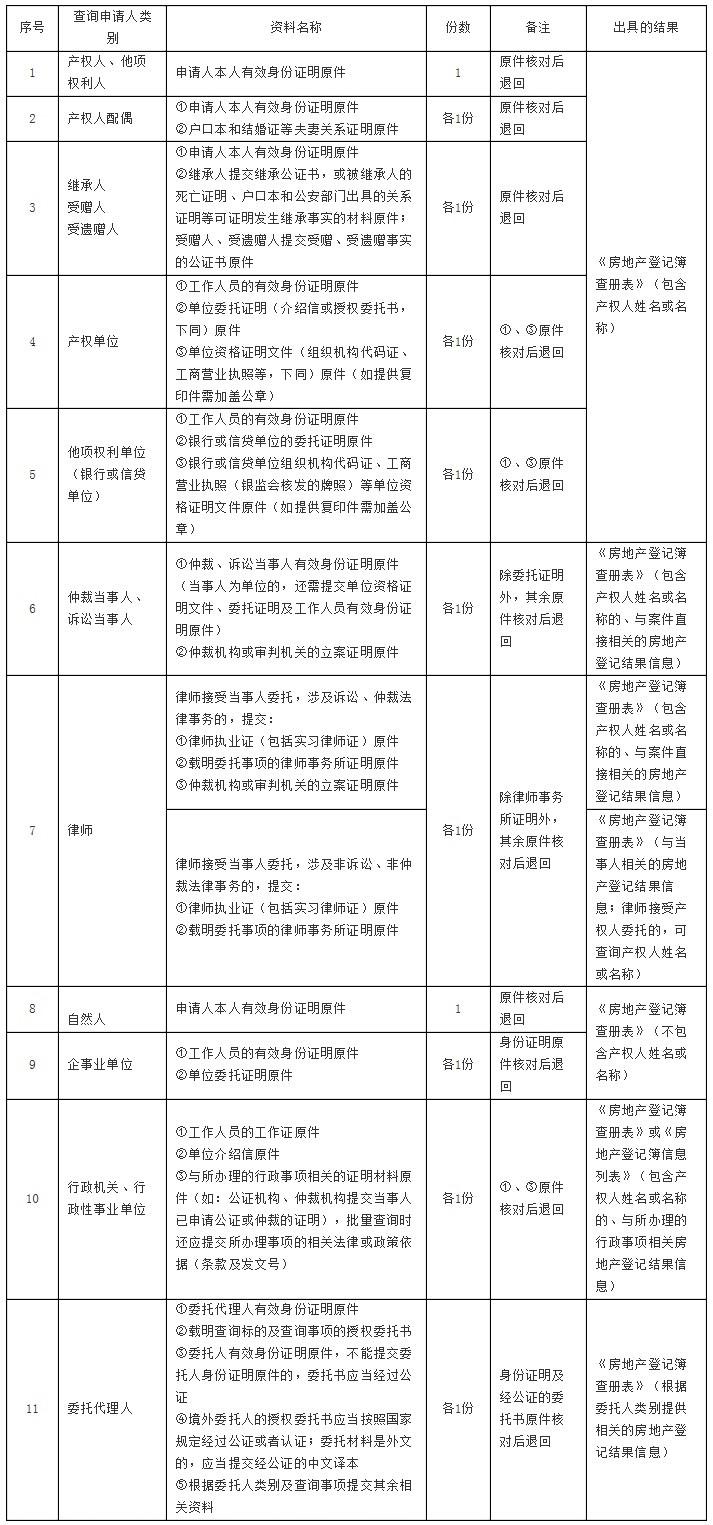 序号
查询申请人类
别
资料名称
份数
备注
出具的结果
1
产权人、他项
权利人
申请人本人有效身份证明原件
1
原件核对后
退回
《房地产登记簿
查册表》（包含
产权人姓名或名
称）
2
产权人配偶
①申请人本人有效身份证明原件
②户口本和结婚证等夫妻关系证明原件
各1份
原件核对后
退回
3
继承人
受赠人
受遗赠人
①申请人本人有效身份证明原件
②继承人提交继承公证书，或被继承人的
死亡证明、户口本和公安部门出具的关系
证明等可证明发生继承事实的材料原件；
受赠人、受遗赠人提交受赠、受遗赠事实
的公证书原件
各1份
原件核对后
退回
4
产权单位
①工作人员的有效身份证明原件
②单位委托证明（介绍信或授权委托书，
下同）原件
③单位资格证明文件（组织机构代码证、
工商营业执照等，下同）原件（如提供复
印件需加盖公章）
各1份
①、③原件
核对后退回
5
他项权利单位
（银行或信贷
单位）
①工作人员的有效身份证明原件
②银行或信贷单位的委托证明原件
③银行或信贷单位组织机构代码证、工商
营业执照（银监会核发的牌照）等单位资
格证明文件原件（如提供复印件需加盖公
章）
各1份
①、③原件
核对后退回
6
仲裁当事人、
诉讼当事人
①仲裁、诉讼当事人有效身份证明原件
（当事人为单位的，还需提交单位资格证
明文件、委托证明及工作人员有效身份证
明原件）
②仲裁机构或审判机关的立案证明原件
各1份
除委托证明
外，其余原
件核对后退
回
《房地产登记簿
查册表》（包含
产权人姓名或名
称的、与案件直
接相关的房地产
登记结果信息）
7
律师
律师接受当事人委托，涉及诉讼、仲裁法
律事务的，提交：
①律师执业证（包括实习律师证）原件
②载明委托事项的律师事务所证明原件
③仲裁机构或审判机关的立案证明原件
各1份
除律师事务
所证明外，
其余原件核
对后退回
《房地产登记簿
查册表》（包含
产权人姓名或名
称的、与案件直
接相关的房地产
登记结果信息）
律师接受当事人委托，涉及非诉讼、非仲
裁法律事务的，提交：
①律师执业证（包括实习律师证）原件
②载明委托事项的律师事务所证明原件
《房地产登记簿
查册表》（与当
事人相关的房地
产登记结果信
息；律师接受产
权人委托的，可
查询产权人姓名
或名称）
8
自然人
申请人本人有效身份证明原件
1
原件核对后
退回
《房地产登记簿
查册表》（不包
含产权人姓名或
名称）
9
企事业单位
①工作人员的有效身份证明原件
②单位委托证明原件
各1份
身份证明原
件核对后退
回
10
行政机关、行
政性事业单位
①工作人员的工作证原件
②单位介绍信原件
③与所办理的行政事项相关的证明材料原
件（如：公证机构、仲裁机构提交当事人
已申请公证或仲裁的证明），批量查询时
还应提交所办理事项的相关法律或政策依
据（条款及发文号）
各1份
①、③原件
核对后退回
《房地产登记簿
查册表》或《房
地产登记簿信息
列表》（包含产
权人姓名或名称
的、与所办理的
行政事项相关房
地产登记结果信
息）
11
委托代理人
①委托代理人有效身份证明原件
②载明查询标的及查询事项的授权委托书
③委托人有效身份证明原件，不能提交委
托人身份证明原件的，委托书应当经过公
证
④境外委托人的授权委托书应当按照国家
规定经过公证或者认证；委托材料是外文
的，应当提交经公证的中文译本
⑤根据委托人类别及查询事项提交其余相
关资料
各1份
身份证明及
经公证的委
托书原件核
对后退回
《房地产登记簿
查册表》（根据
委托人类别提供
相关的房地产登
记结果信息）